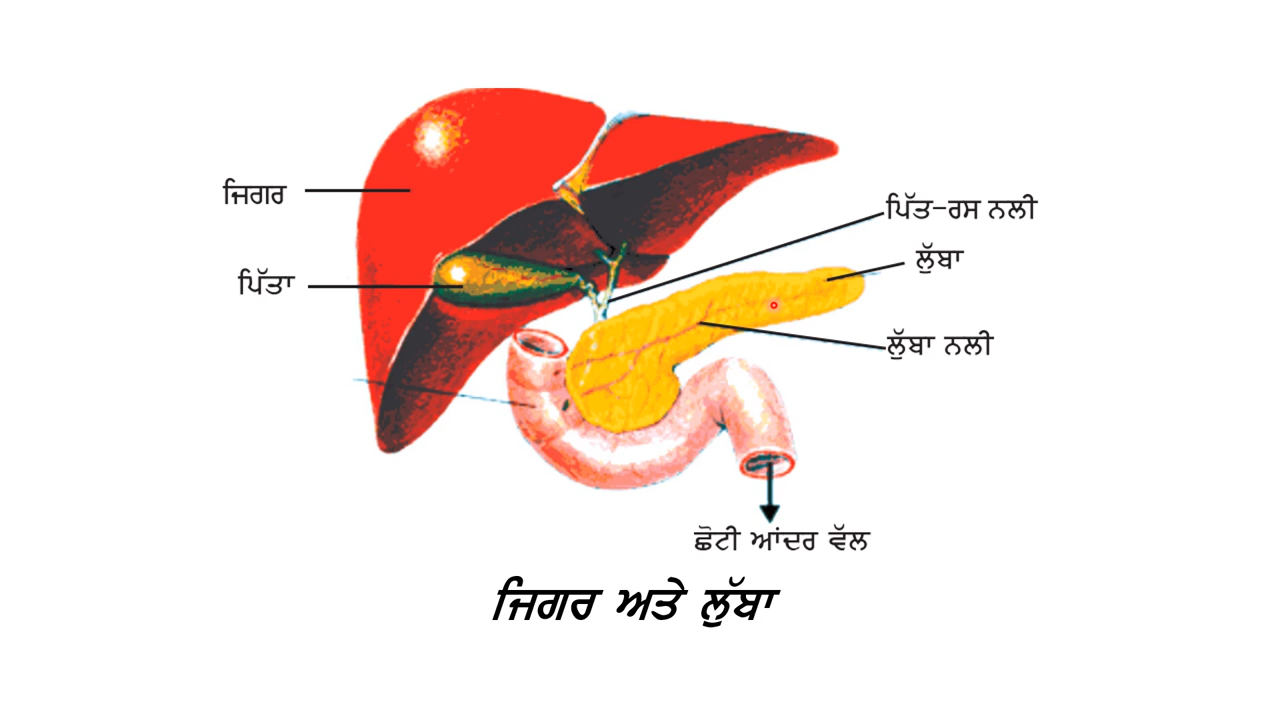 ਜਿਗਰ
ਪਿੱਤ-ਰਸ ਨਲੀ
ਲੁੱਬਾ
ਪਿੱਤਾ
ਲੁੱਬਾ ਨਲੀ
ਛੋਟੀ ਆਂਦਰ ਵੱਲ
ਜਿਗਰ ਅਤੇ ਲੁੱਬਾ